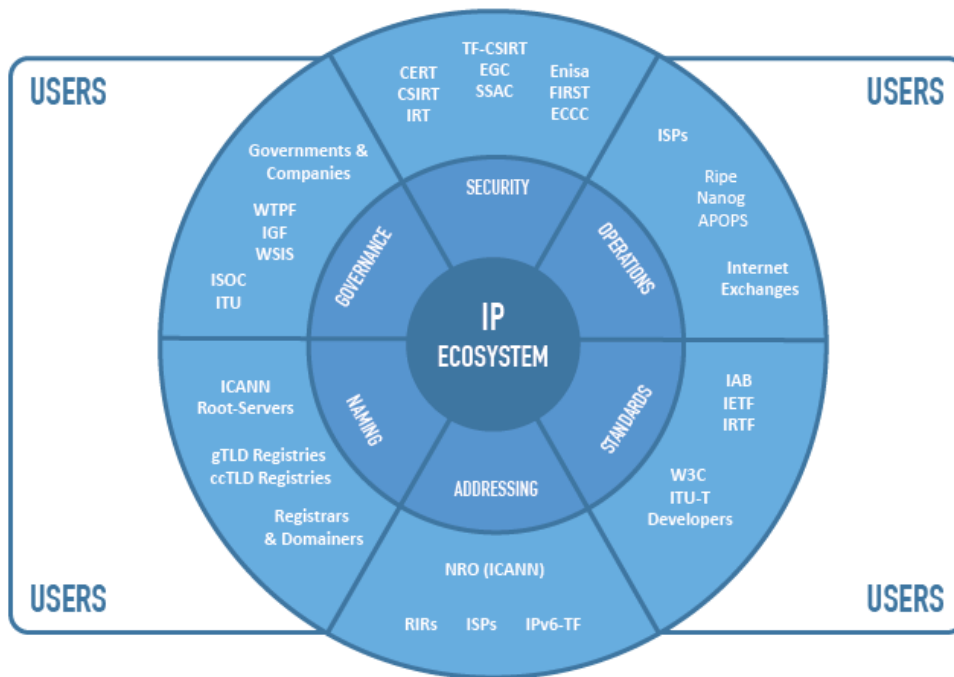 USERS
USERS
TF-CSIRT
EGC
SSAC
CERT
CSIRT
IRT
Enisa
FIRST
ECCC
SECURITY
Governments &
Companies
WTPF
IGF
WSIS
ISOC
ITU
GOVERNANCE
ISPs
Ripe
Nanog
APOPS
Internet
Exchanges
OPERATIONS
IP
ECOSYSTEM
ICANN
Root-Servers
gTLD Registries
ccTLD Registries
Registrars
& Domainers
NAMING
IAB
IETF
IRTF
W3C
ITU-T
Developers
STANDARDS
ADDRESSING
NRO (ICANN)
RIRs ISPs IPv6-TF
USERS
USERS